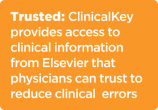 Trusted: ClinicalKey
provides access to
clinical information
from Elsevier that
physicians can trust to
reduce clinical errors